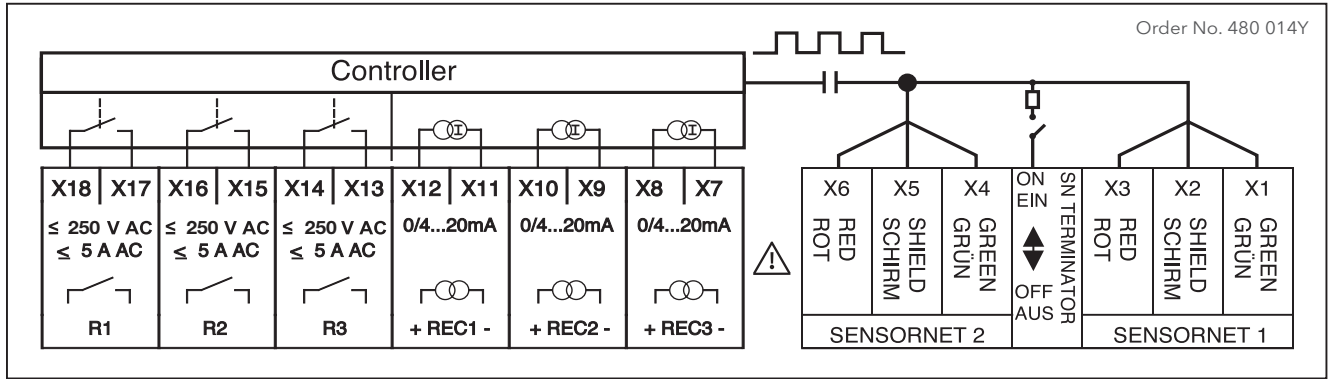 Order No. 480 014Y
Controller
X18 X17 X16 X15 X14 X13 X12 X11 X10 X9 X8 X7
≤ 250 V AC ≤ 250 V AC ≤ 250 V AC 0/4...20mA 0/4...20mA 0/4...20mA
≤ 5 A AC ≤ 5 A AC ≤ 5 A AC
R1 R2 R3 + REC1 - + REC2 - + REC3 -
X6 X5 X4
RED
ROT
SHIELD
SCHIRM
GREEN
GRÜN
SENSORNET 2
ON
EIN
OFF
AUS
SN TERMINATOR
X3 X2 X1
RED
ROT
SHIELD
SCHIRM
GREEN
GRÜN
SENSORNET 1